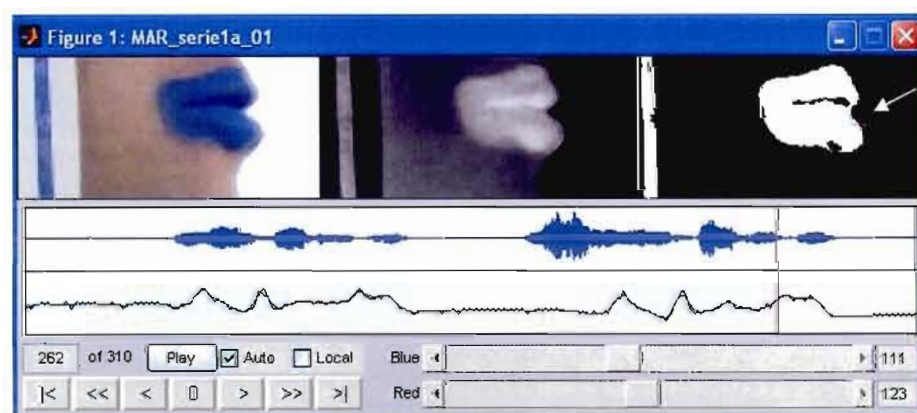 Figure 1: MAR_serie1a_01
262 of 310 Play Auto Local Blue 111
|< << < 0 > >> >| Red 123